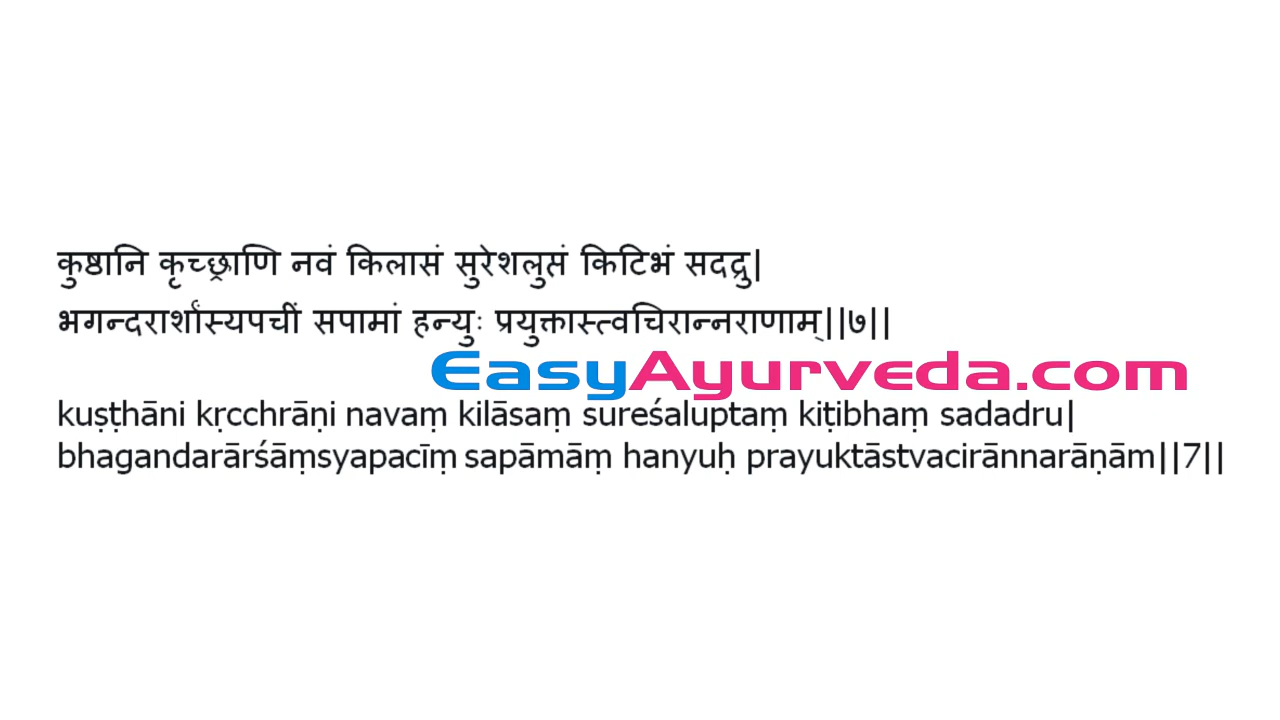 कुष्ठानि कृच्छ्राणि नवं किलासं सुरेशलुप्तं किटिभं सदद्रु|
भगन्दरार्शांस्यपचीं सपामां हन्युः प्रयुक्तास्त्वचिरान्नराणाम्||७||
EasyAyurveda.com
kuṣṭhāni kṛcchrāṇi navaṃ kilāsaṃ sureśaluptaṃ kiṭibhaṃ sadadru|
bhagandarārśāṃsyapacīṃ sapāmāṃ hanyuḥ prayuktāstvacirānnarāṇām||7||